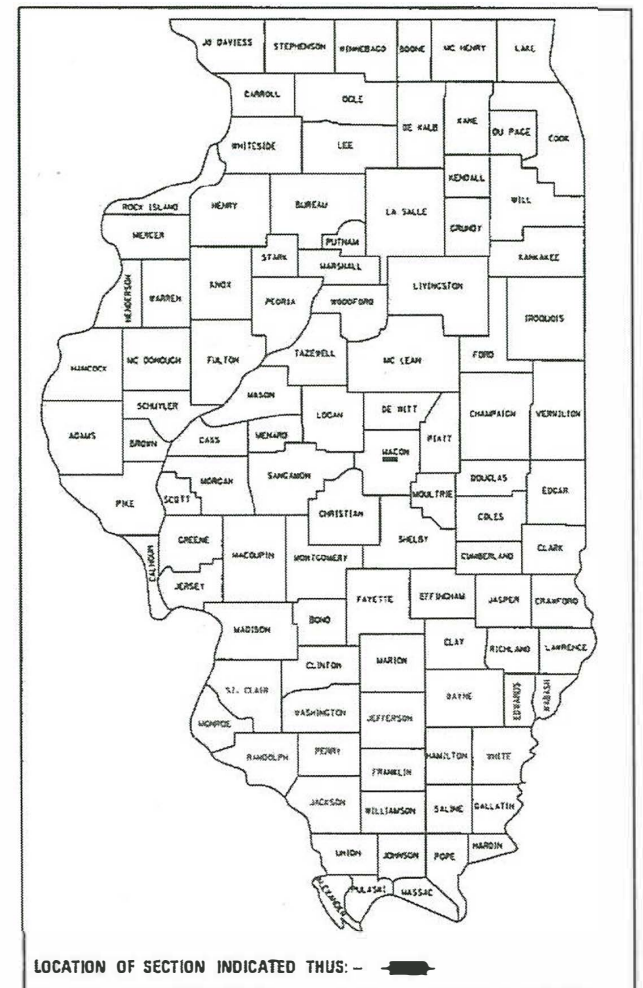 JO DAVIESS STEPHENSON WINNEBAGO BOONE MC HENRY LAKE
CARROLL OGLE DE KALB KANE DU PAGE COOK
WHITESIDE LEE
KENDALL
ROCK ISLAND HENRY BUREAU LA SALLE GRUNDY WILL
MERCER STARK PUTNAM MARSHALL KANKAKEE
HENDERSON WARREN KNOX PEORIA WOODFORD LIVINGSTON IROQUOIS
HANCOCK MC DONOUGH FULTON TAZEWELL MC LEAN FORD
SCHUYLER MASON LOGAN DE WITT CHAMPAIGN VERMILION
ADAMS BROWN CASS MENARD MACON PIATT
PIKE SCOTT MORGAN SANGAMON MOULTRIE DOUGLAS EDGAR
CHRISTIAN COLES
CALHOUN GREENE MACOUPIN MONTGOMERY SHELBY CUMBERLAND CLARK
JERSEY FAYETTE EFFINGHAM JASPER CRAWFORD
MADISON BOND CLAY RICHLAND LAWRENCE
CLINTON MARION
ST. CLAIR WAYNE EDWARDS WABASH
MONROE WASHINGTON JEFFERSON
RANDOLPH PERRY HAMILTON WHITE
FRANKLIN
JACKSON WILLIAMSON SALINE GALLATIN
UNION JOHNSON POPE HARDIN
ALEXANDER PULASKI MASSAC
LOCATION OF SECTION INDICATED THUS: –